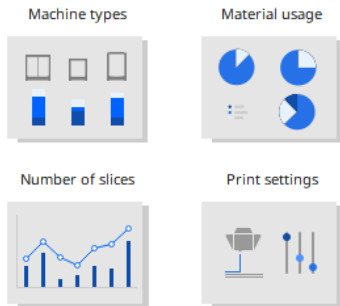 Machine types
Material usage
Number of slices
Print settings